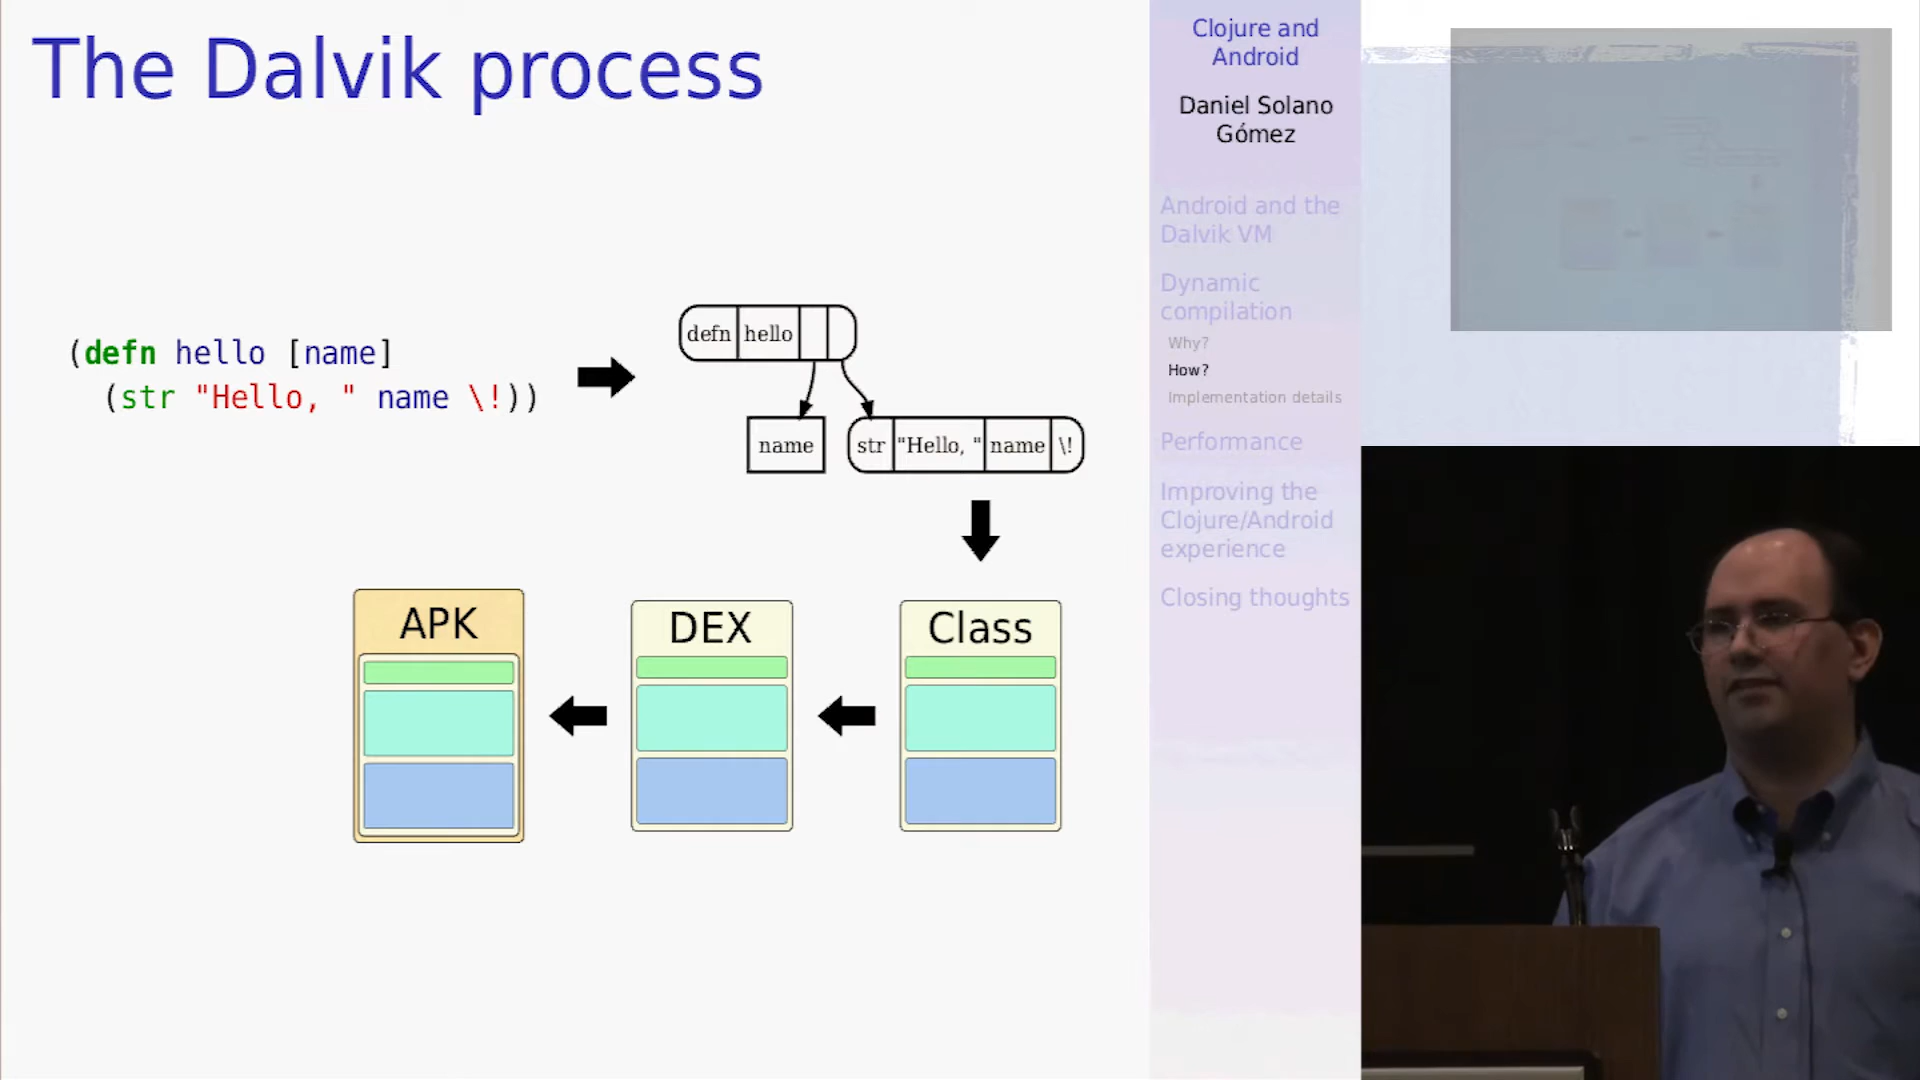 The Dalvik process
(defn hello [name]
(str "Hello, " name \!))
defn hello
name
str "Hello, " name \!
APK
DEX
Class
Clojure and
Android
Daniel Solano
Gómez
Android and the
Dalvik VM
Dynamic
compilation
Why?
How?
Implementation details
Performance
Improving the
Clojure/Android
experience
Closing thoughts